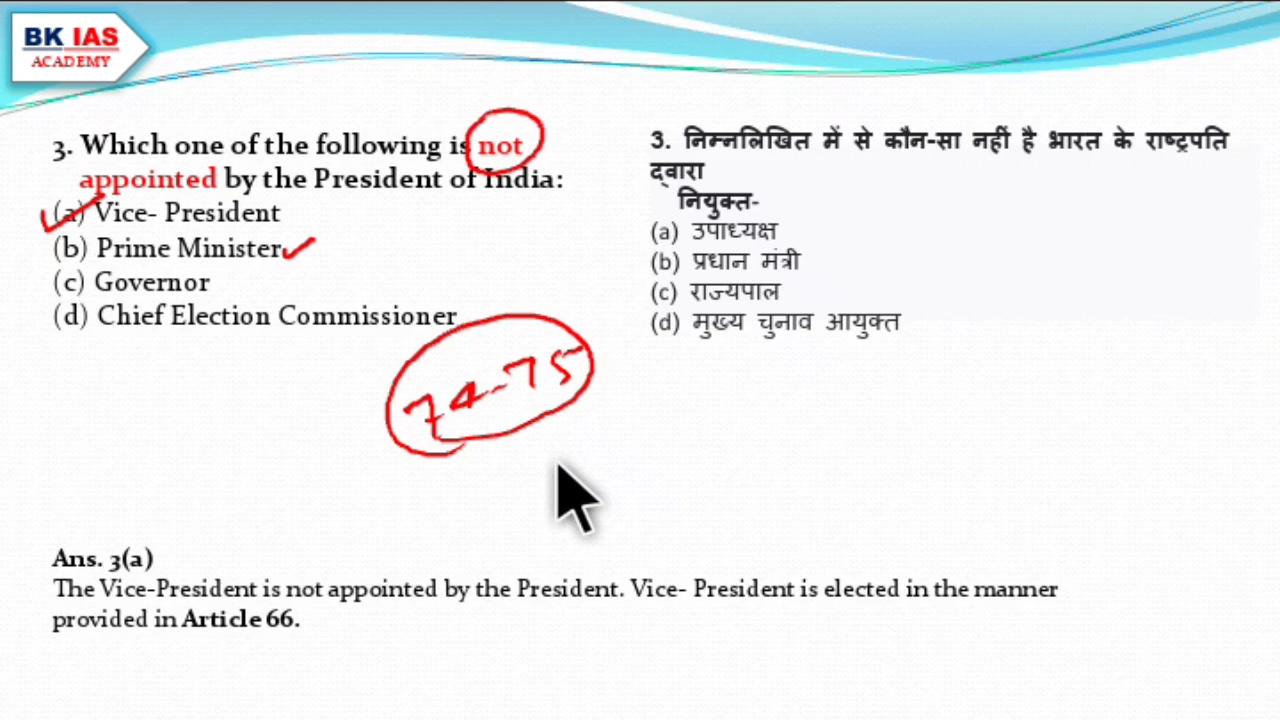 BK IAS
ACADEMY
3. Which one of the following is not
appointed by the President of India:
(a) Vice- President
(b) Prime Minister
(c) Governor
(d) Chief Election Commissioner
74-75
3. निम्नलिखित में से कौन-सा नहीं है भारत के राष्ट्रपति
द्वारा
नियुक्त-
(a) उपाध्यक्ष
(b) प्रधान मंत्री
(c) राज्यपाल
(d) मुख्य चुनाव आयुक्त
Ans. 3(a)
The Vice-President is not appointed by the President. Vice- President is elected in the manner
provided in Article 66.